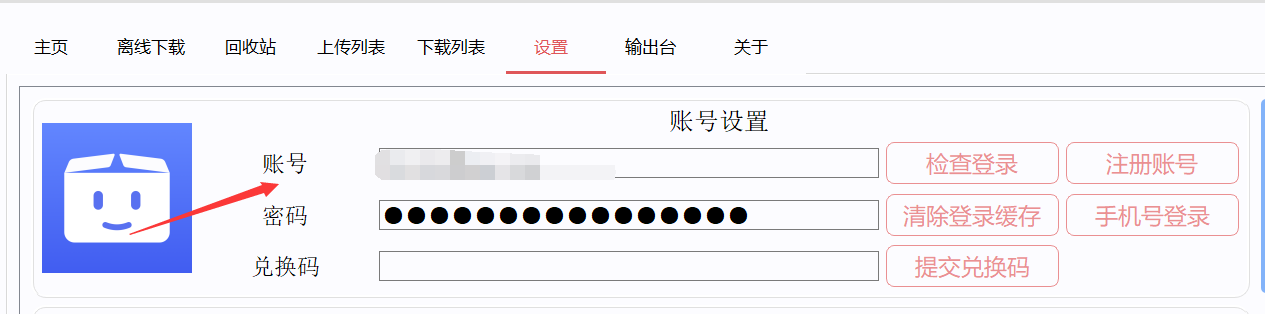 主页 离线下载 回收站 上传列表 下载列表 设置 输出台 关于
账号设置
账号 检查登录 注册账号
密码 ●●●●●●●●●●●●●●●● 清除登录缓存 手机号登录
兑换码 提交兑换码